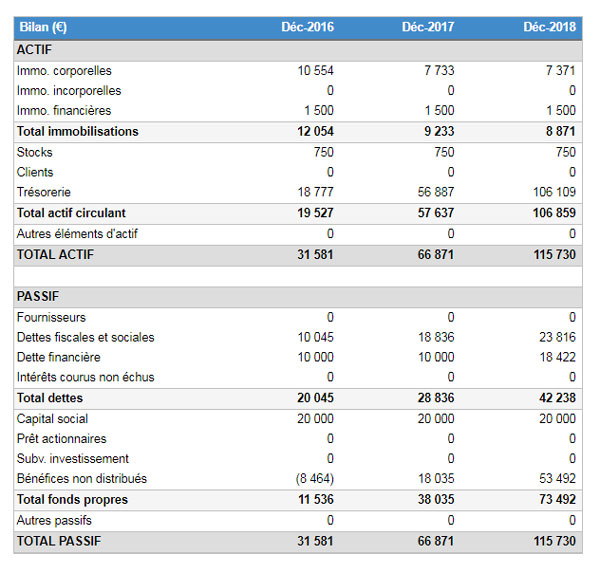 Bilan (€) Déc-2016 Déc-2017 Déc-2018
ACTIF
Immo. corporelles 10 554 7 733 7 371
Immo. incorporelles 0 0 0
Immo. financières 1 500 1 500 1 500
Total immobilisations 12 054 9 233 8 871
Stocks 750 750 750
Clients 0 0 0
Trésorerie 18 777 56 887 106 109
Total actif circulant 19 527 57 637 106 859
Autres éléments d'actif 0 0 0
TOTAL ACTIF 31 581 66 871 115 730
PASSIF
Fournisseurs 0 0 0
Dettes fiscales et sociales 10 045 18 836 23 816
Dette financière 10 000 10 000 18 422
Intérêts courus non échus 0 0 0
Total dettes 20 045 28 836 42 238
Capital social 20 000 20 000 20 000
Prêt actionnaires 0 0 0
Subv. investissement 0 0 0
Bénéfices non distribués (8 464) 18 035 53 492
Total fonds propres 11 536 38 035 73 492
Autres passifs 0 0 0
TOTAL PASSIF 31 581 66 871 115 730